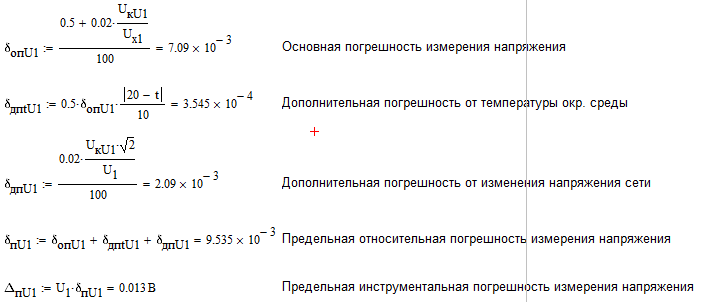 δопU1 := (0.5 + 0.02·UкU1/Ux1)/100 = 7.09 × 10^-3 Основная погрешность измерения напряжения
δдпtU1 := 0.5·δопU1·|20 − t|/10 = 3.545 × 10^-4 Дополнительная погрешность от температуры окр. среды
δдпU1 := (0.02·UкU1·√2/U1)/100 = 2.09 × 10^-3 Дополнительная погрешность от изменения напряжения сети
δпU1 := δопU1 + δдпtU1 + δдпU1 = 9.535 × 10^-3 Предельная относительная погрешность измерения напряжения
ΔпU1 := U1·δпU1 = 0.013 В Предельная инструментальная погрешность измерения напряжения